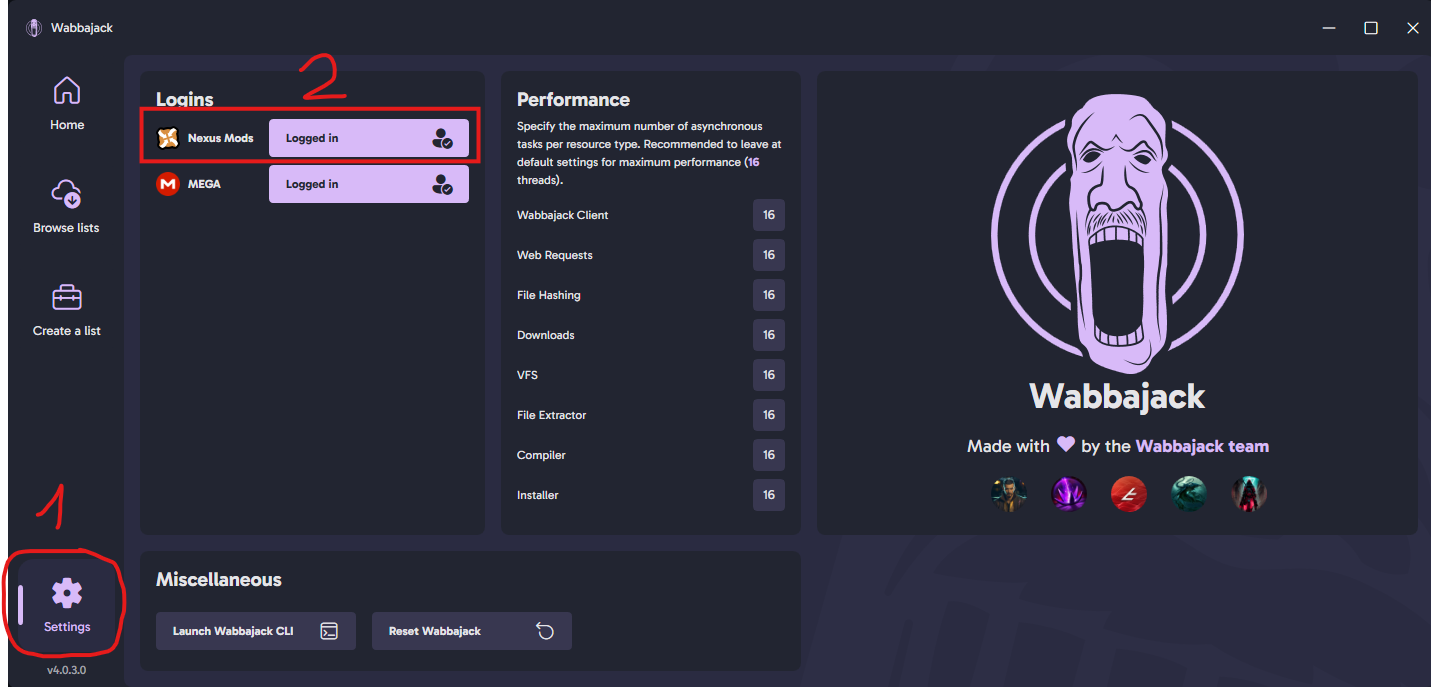 Wabbajack
Home
Browse lists
Create a list
1
Settings
v4.0.3.0
2
Logins
Nexus Mods Logged in
MEGA Logged in
Performance
Specify the maximum number of asynchronous
tasks per resource type. Recommended to leave at
default settings for maximum performance (16
threads).
Wabbajack Client 16
Web Requests 16
File Hashing 16
Downloads 16
VFS 16
File Extractor 16
Compiler 16
Installer 16
Wabbajack
Made with by the Wabbajack team
Miscellaneous
Launch Wabbajack CLI
Reset Wabbajack